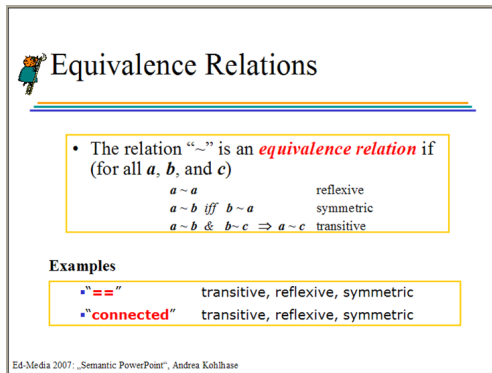 Equivalence Relations
• The relation “~” is an equivalence relation if
(for all a, b, and c)
a ~ a reflexive
a ~ b iff b ~ a symmetric
a ~ b & b~ c ⇒ a ~ c transitive
Examples
▪“==” transitive, reflexive, symmetric
▪“connected” transitive, reflexive, symmetric
Ed-Media 2007: „Semantic PowerPoint“, Andrea Kohlhase